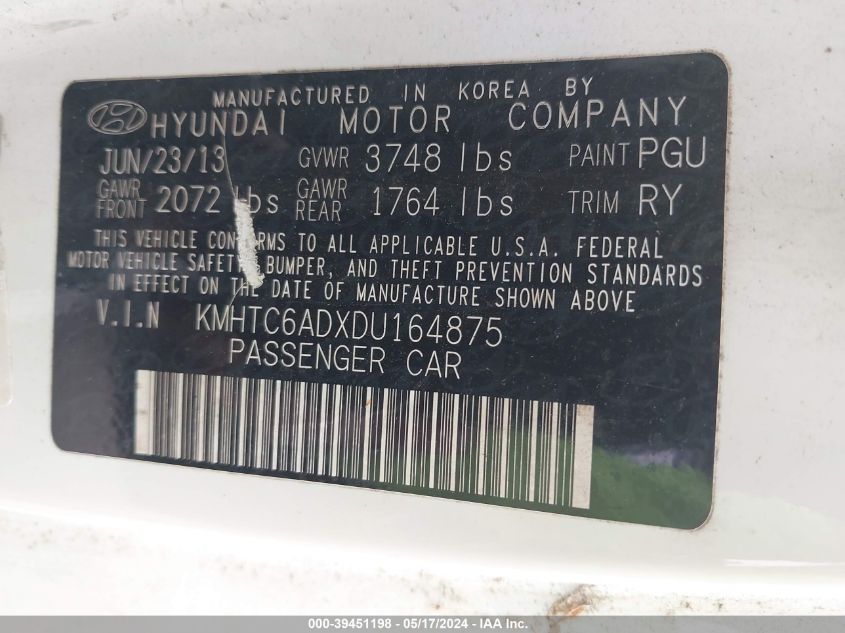 MANUFACTURED IN KOREA BY
HYUNDAI MOTOR COMPANY
JUN/23/13 GVWR 3748 lbs PAINT PGU
GAWR FRONT 2072 lbs GAWR REAR 1764 lbs TRIM RY
THIS VEHICLE CONFORMS TO ALL APPLICABLE U.S.A. FEDERAL
MOTOR VEHICLE SAFETY, BUMPER, AND THEFT PREVENTION STANDARDS
IN EFFECT ON THE DATE OF MANUFACTURE SHOWN ABOVE
V.I.N KMHTC6ADXDU164875
PASSENGER CAR
000-39451198 - 05/17/2024 - IAA Inc.